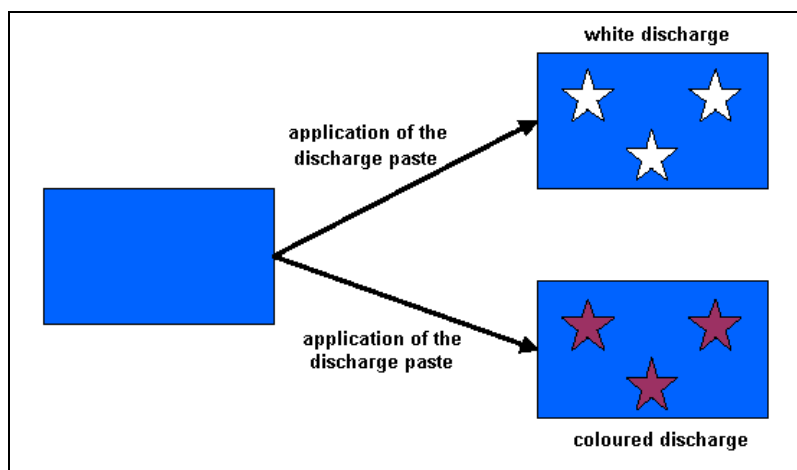 white discharge
application of the
discharge paste
application of the
discharge paste
coloured discharge